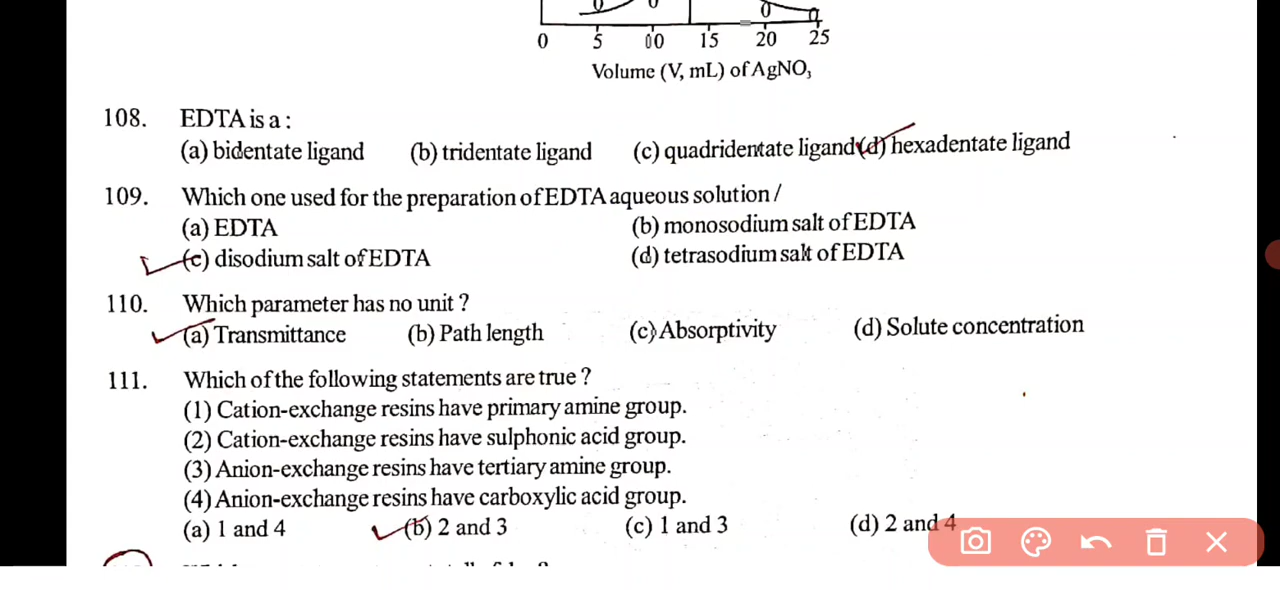 0 5 00 15 20 25
Volume (V, mL) of AgNO₃
108. EDTA is a :
(a) bidentate ligand (b) tridentate ligand (c) quadridentate ligand (d) hexadentate ligand
109. Which one used for the preparation of EDTA aqueous solution /
(a) EDTA (b) monosodium salt of EDTA
(c) disodium salt of EDTA (d) tetrasodium salt of EDTA
110. Which parameter has no unit ?
(a) Transmittance (b) Path length (c) Absorptivity (d) Solute concentration
111. Which of the following statements are true ?
(1) Cation-exchange resins have primary amine group.
(2) Cation-exchange resins have sulphonic acid group.
(3) Anion-exchange resins have tertiary amine group.
(4) Anion-exchange resins have carboxylic acid group.
(a) 1 and 4 (b) 2 and 3 (c) 1 and 3 (d) 2 and 4